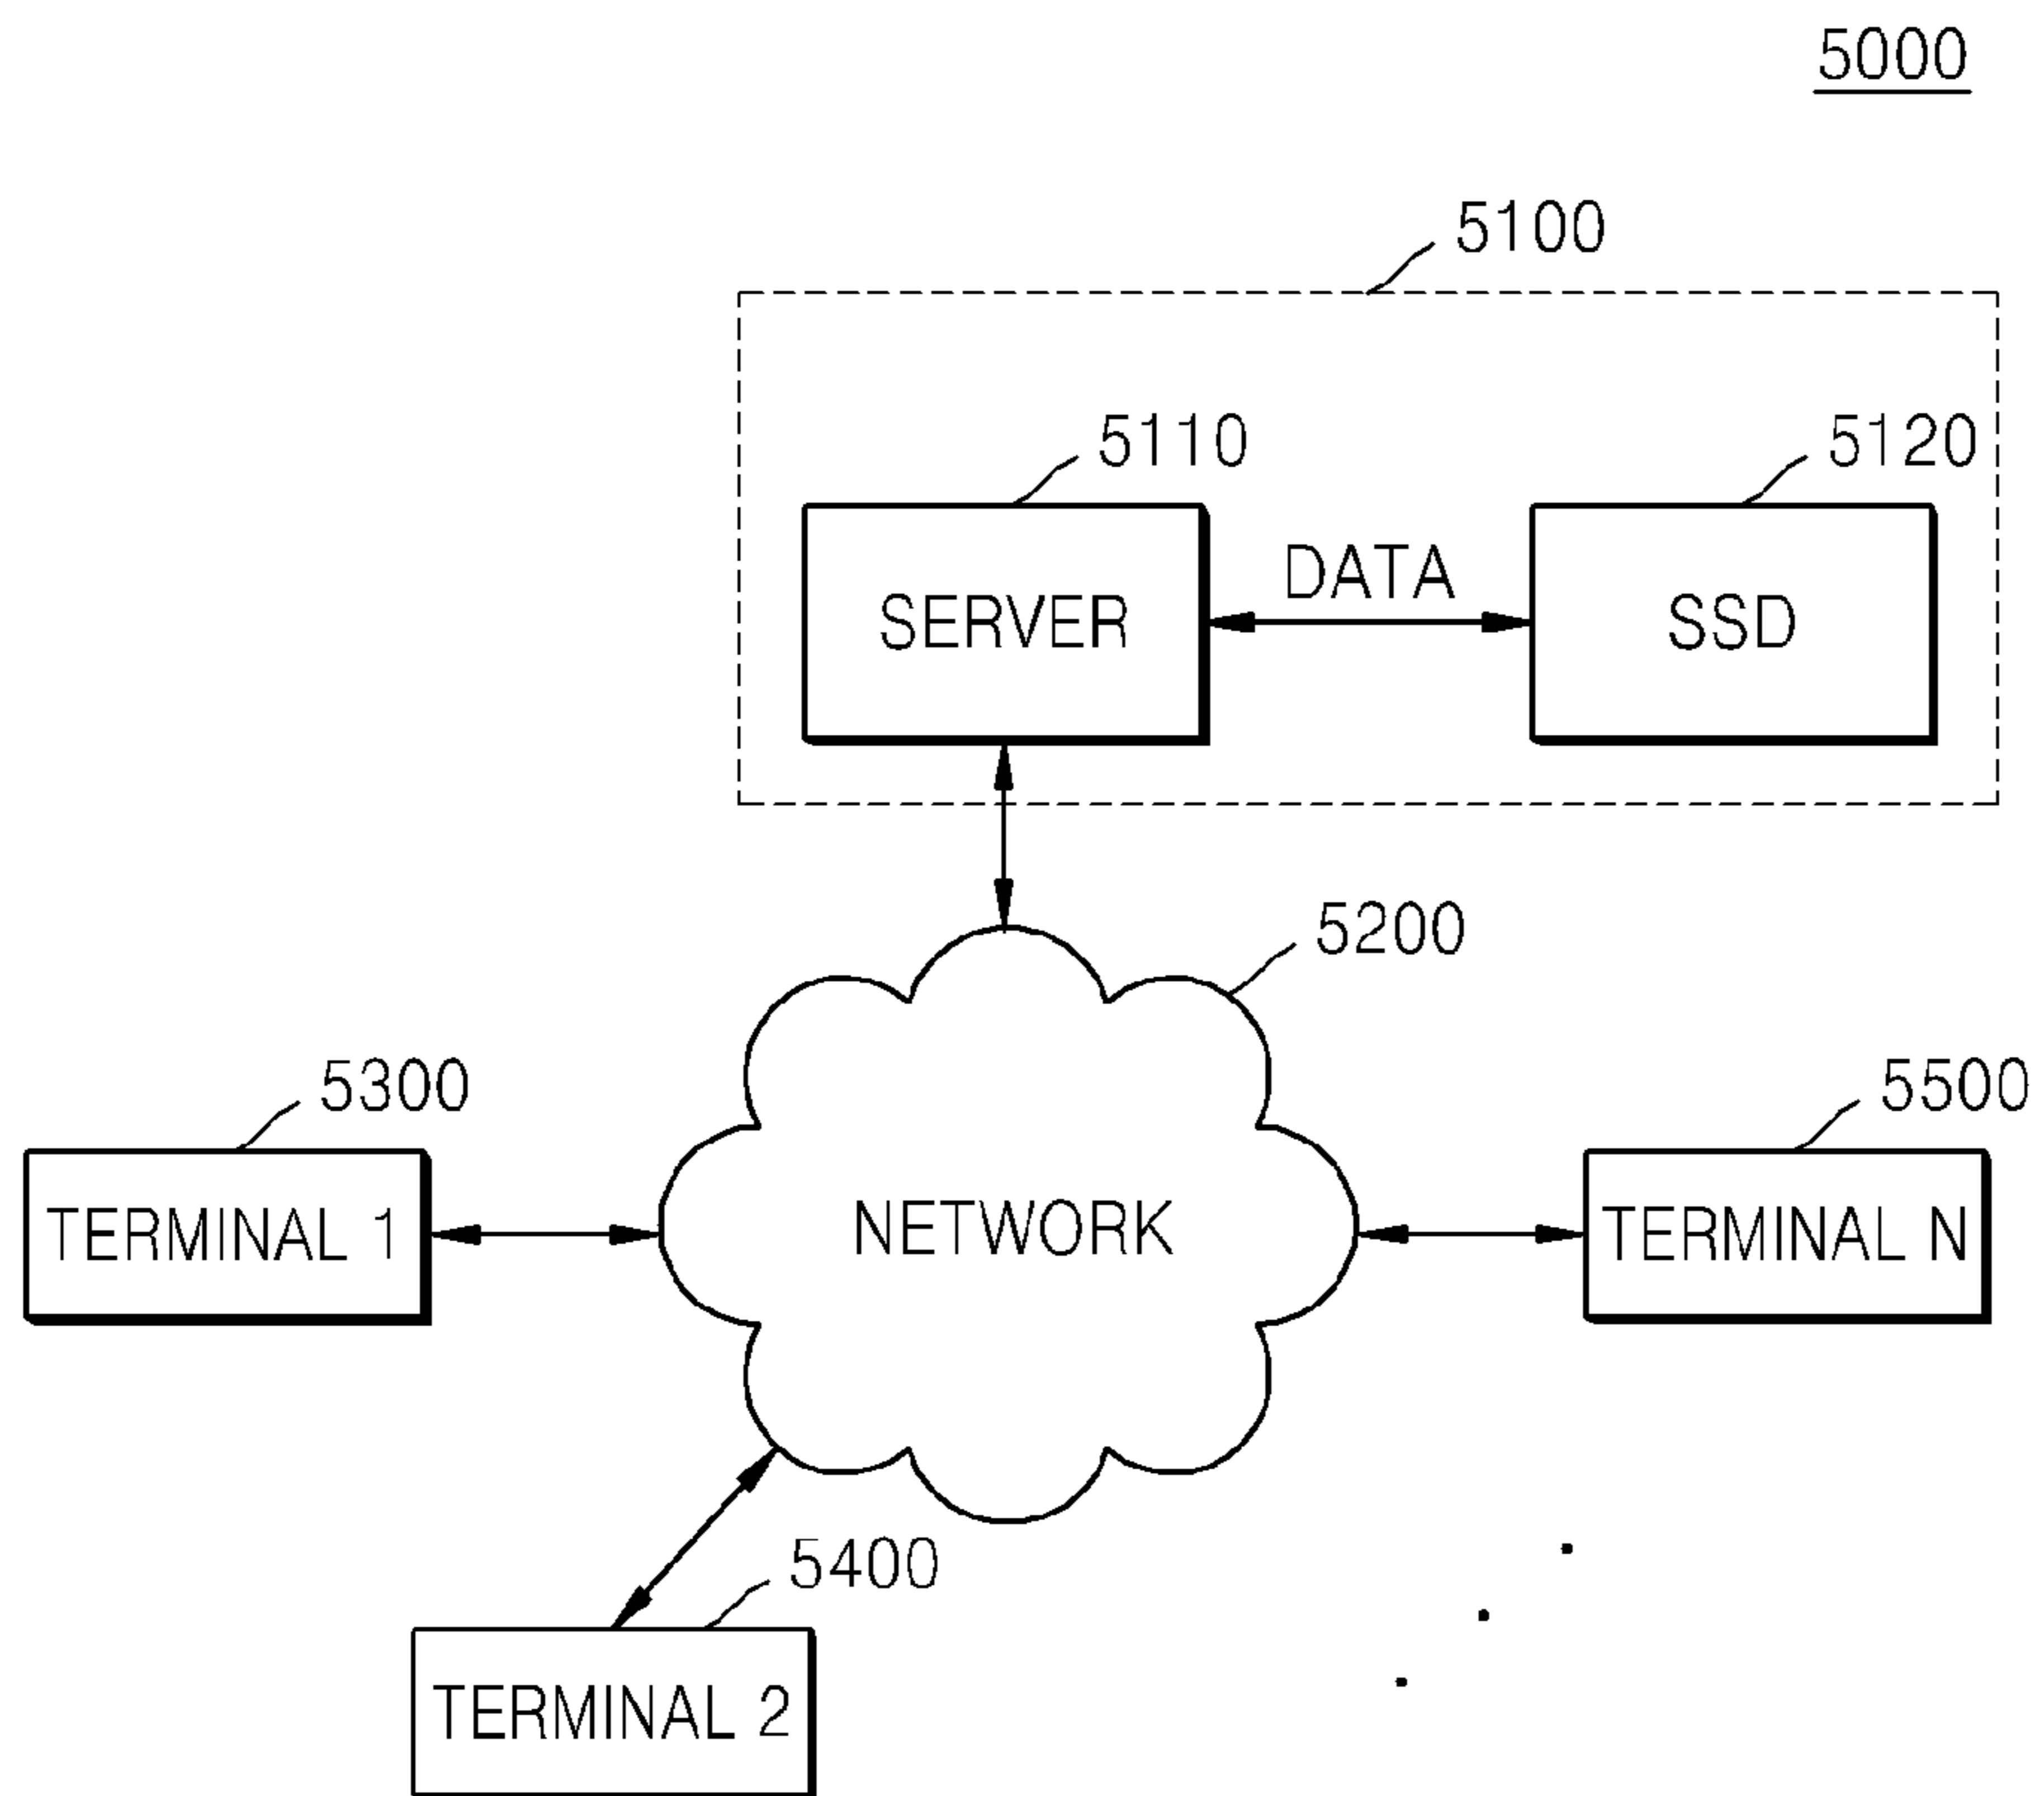 5000
5100
5110
5120
DATA
SERVER
SSD
5200
5300
5500
TERMINAL 1
NETWORK
TERMINAL N
5400
TERMINAL 2